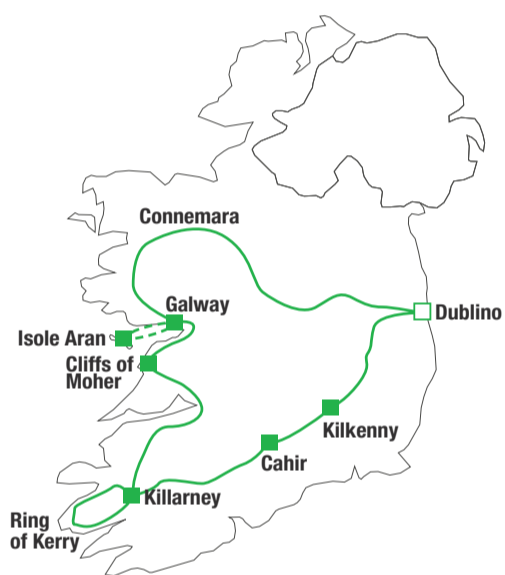 Connemara
Galway
Dublino
Isole Aran
Cliffs of
Moher
Kilkenny
Cahir
Killarney
Ring
of Kerry